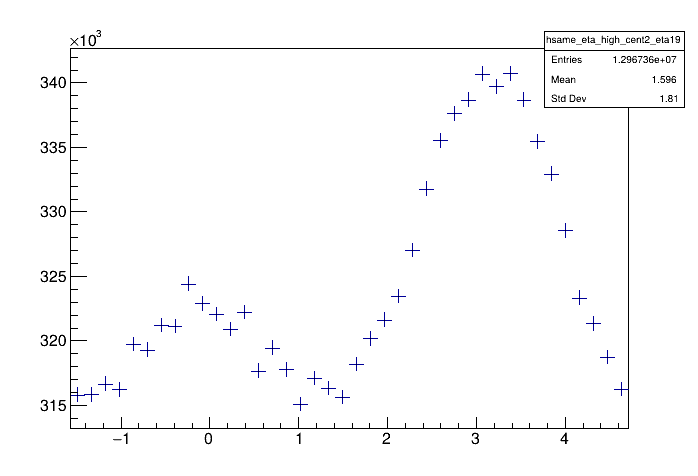 ×10³
hsame_eta_high_cent2_eta19
Entries 1.296736e+07
Mean 1.596
Std Dev 1.81
340
335
330
325
320
315
−1 0 1 2 3 4